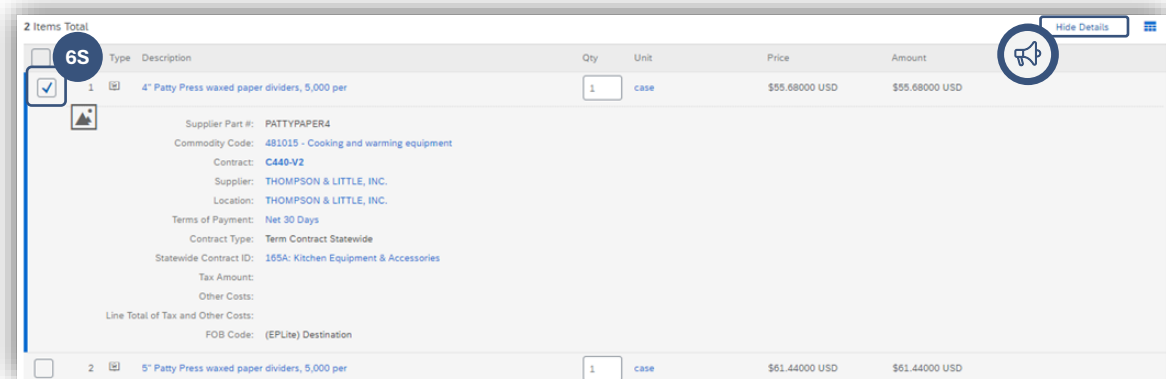 2 Items Total
Hide Details
6S
Type Description Qty Unit Price Amount
1 4" Patty Press waxed paper dividers, 5,000 per 1 case $55.68000 USD $55.68000 USD
Supplier Part #: PATTYPAPER4
Commodity Code: 481015 - Cooking and warming equipment
Contract: C440-V2
Supplier: THOMPSON & LITTLE, INC.
Location: THOMPSON & LITTLE, INC.
Terms of Payment: Net 30 Days
Contract Type: Term Contract Statewide
Statewide Contract ID: 165A: Kitchen Equipment & Accessories
Tax Amount:
Other Costs:
Line Total of Tax and Other Costs:
FOB Code: (EPLite) Destination
2 5" Patty Press waxed paper dividers, 5,000 per 1 case $61.44000 USD $61.44000 USD